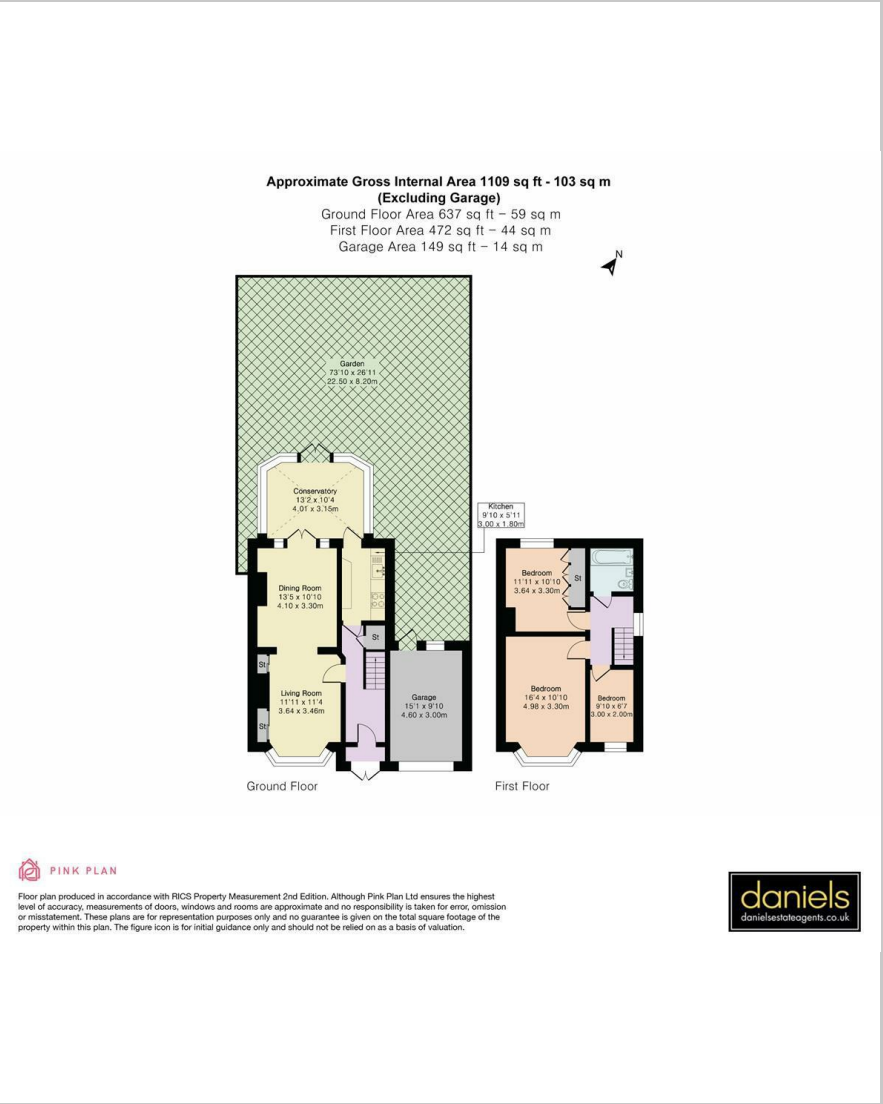 Approximate Gross Internal Area 1109 sq ft - 103 sq m
(Excluding Garage)
Ground Floor Area 637 sq ft – 59 sq m
First Floor Area 472 sq ft – 44 sq m
Garage Area 149 sq ft – 14 sq m
N
Garden
73'10 x 26'11
22.50 x 8.20m
Conservatory
13'2 x 10'4
4.01 x 3.15m
Kitchen
9'10 x 5'11
3.00 x 1.80m
Dining Room
13'5 x 10'10
4.10 x 3.30m
St
St
Living Room
11'11 x 11'4
3.64 x 3.46m
St
Garage
15'1 x 9'10
4.60 x 3.00m
Ground Floor
Bedroom
11'11 x 10'10
3.64 x 3.30m
St
Bedroom
16'4 x 10'10
4.98 x 3.30m
Bedroom
9'10 x 6'7
3.00 x 2.00m
First Floor
PINK PLAN
Floor plan produced in accordance with RICS Property Measurement 2nd Edition. Although Pink Plan Ltd ensures the highest
level of accuracy, measurements of doors, windows and rooms are approximate and no responsibility is taken for error, omission
or misstatement. These plans are for representation purposes only and no guarantee is given on the total square footage of the
property within this plan. The figure icon is for initial guidance only and should not be relied on as a basis of valuation.
daniels
danielsestateagents.co.uk